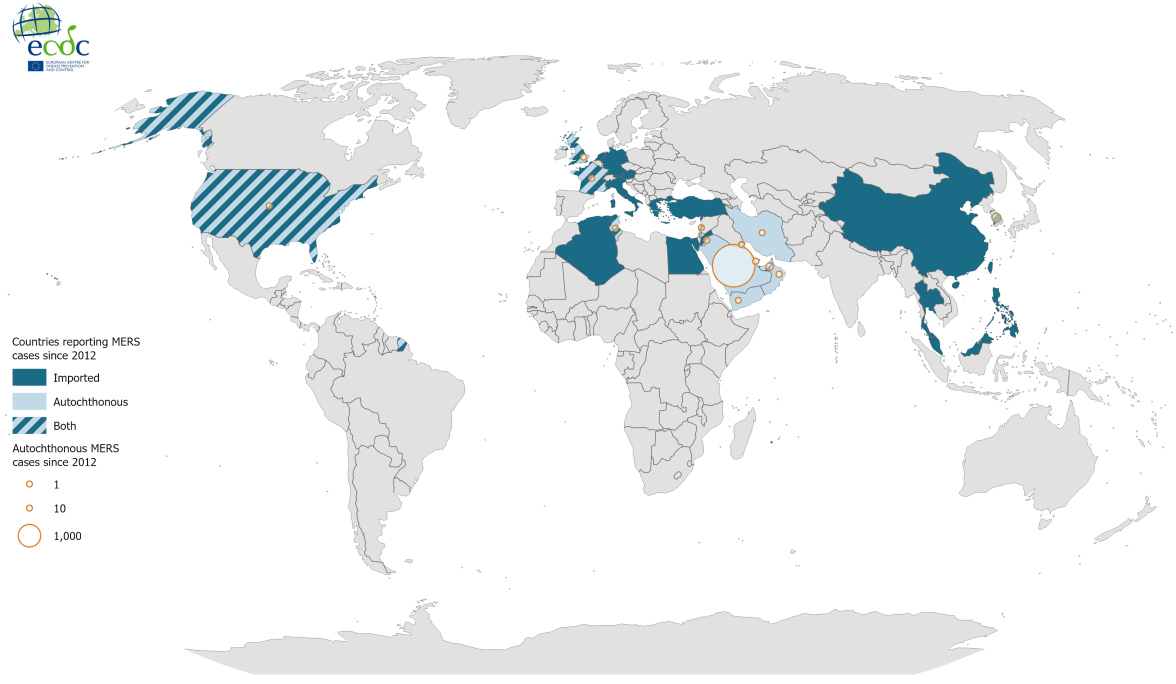 ecdc
EUROPEAN CENTRE FOR
DISEASE PREVENTION
AND CONTROL
Countries reporting MERS
cases since 2012
Imported
Autochthonous
Both
Autochthonous MERS
cases since 2012
1
10
1,000